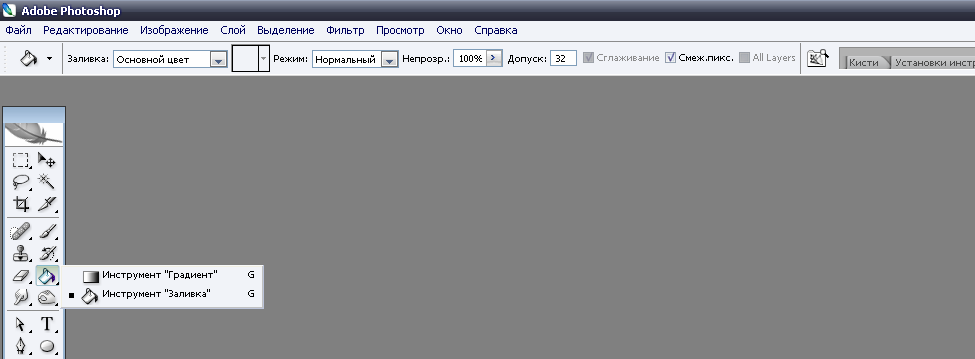 Adobe Photoshop
Файл Редактирование Изображение Слой Выделение Фильтр Просмотр Окно Справка
Заливка: Основной цвет Режим: Нормальный Непрозр.: 100% Допуск: 32 Сглаживание Смеж.пикс. All Layers
Кисти Установки инстр
Инструмент "Градиент" G
Инструмент "Заливка" G
T